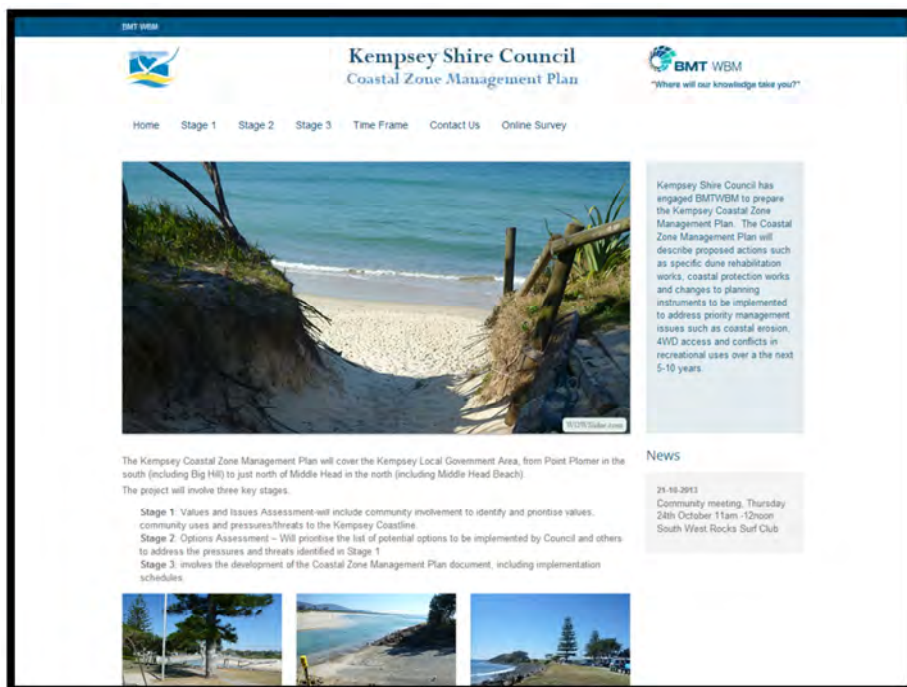 BMT WBM
Kempsey Shire Council
Coastal Zone Management Plan
BMT WBM
"Where will our knowledge take you?"
Home Stage 1 Stage 2 Stage 3 Time Frame Contact Us Online Survey
Kempsey Shire Council has
engaged BMTWBM to prepare
the Kempsey Coastal Zone
Management Plan. The Coastal
Zone Management Plan will
describe proposed actions such
as specific dune rehabilitation
works, coastal protection works
and changes to planning
instruments to be implemented
to address priority management
issues such as coastal erosion,
4WD access and conflicts in
recreational uses over a the next
5-10 years.
WOWSlider.com
The Kempsey Coastal Zone Management Plan will cover the Kempsey Local Government Area, from Point Plomer in the
south (including Big Hill) to just north of Middle Head in the north (including Middle Head Beach)
The project will involve three key stages.
Stage 1: Values and Issues Assessment-will include community involvement to identify and prioritise values,
community uses and pressures/threats to the Kempsey Coastline.
Stage 2: Options Assessment – Will prioritise the list of potential options to be implemented by Council and others
to address the pressures and threats identified in Stage 1
Stage 3: involves the development of the Coastal Zone Management Plan document, including implementation
schedules.
News
21-10-2013
Community meeting, Thursday
24th October 11am -12noon
South West Rocks Surf Club